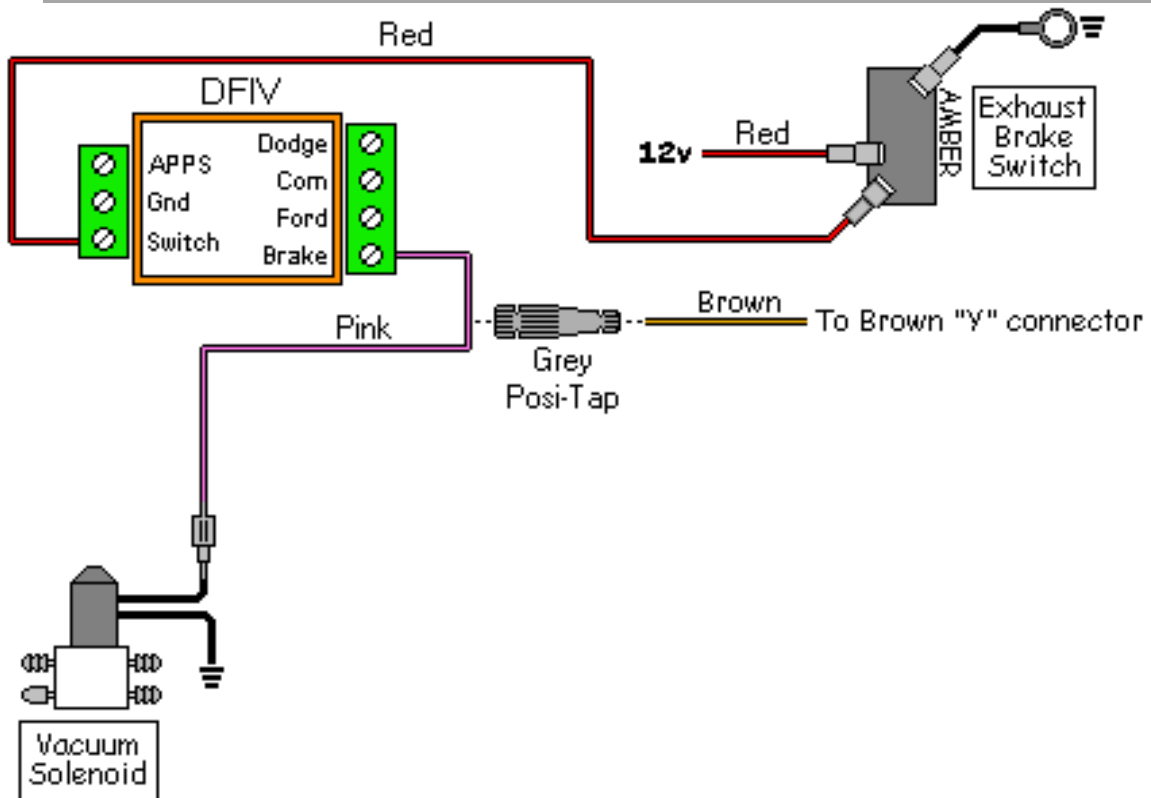 Red
DFIV
APPS
Gnd
Switch
Dodge
Com
Ford
Brake
12v
Red
AMBER
Exhaust
Brake
Switch
Pink
Grey
Posi-Tap
Brown
To Brown "Y" connector
Vacuum
Solenoid